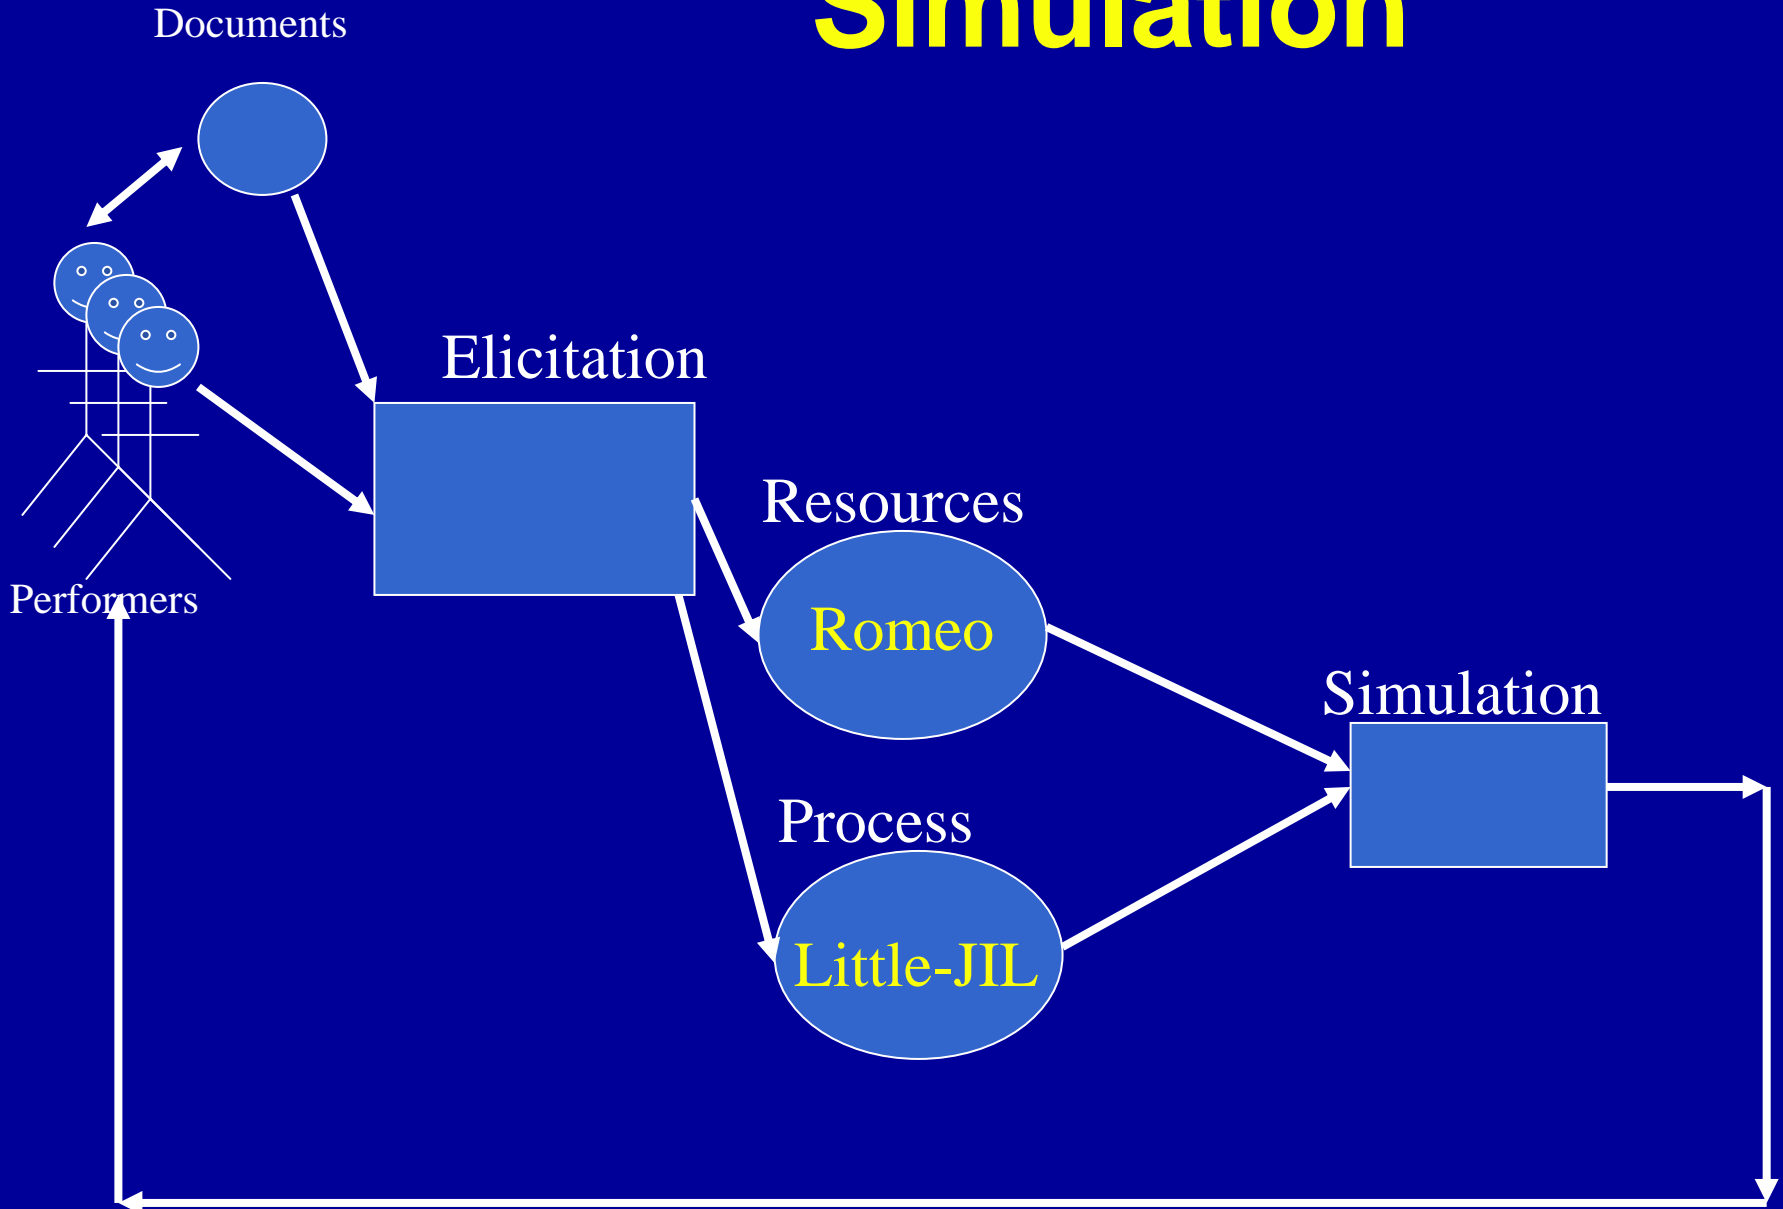 Simulation
Documents
Elicitation
Resources
Performers
Romeo
Simulation
Process
Little-JIL